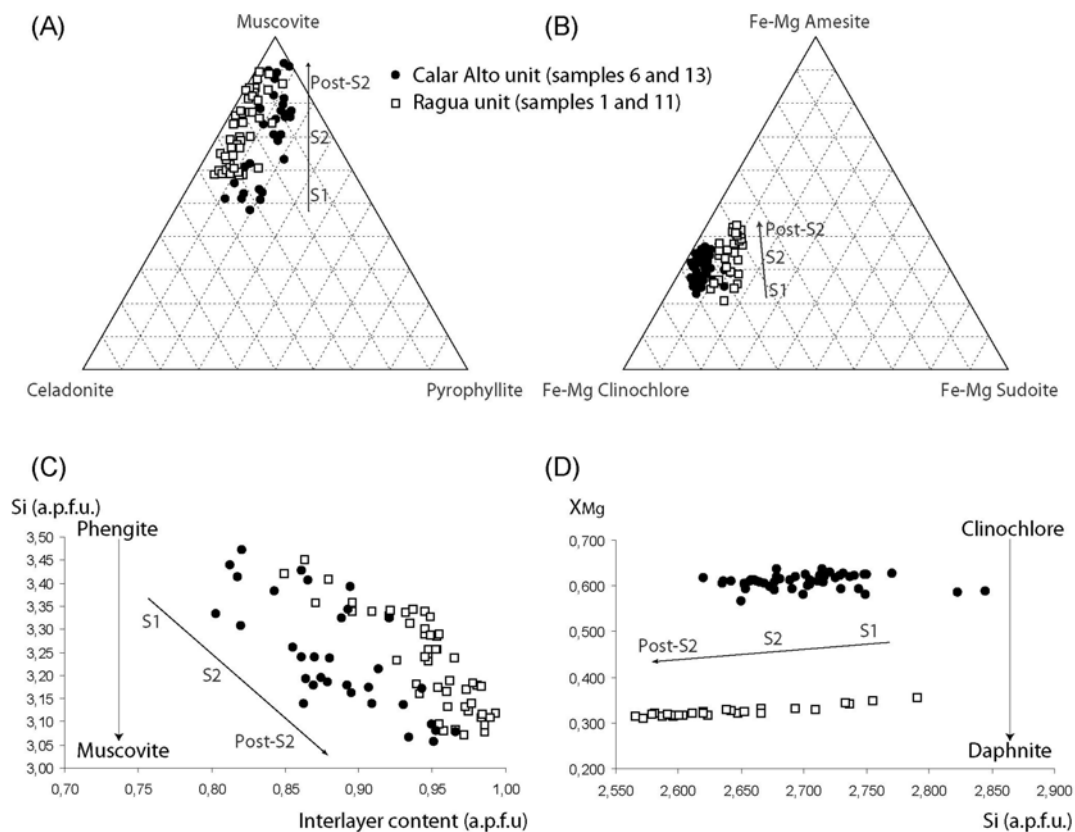 (A)
Muscovite
Post-S2
S2
S1
Celadonite
Pyrophyllite
Calar Alto unit (samples 6 and 13)
Ragua unit (samples 1 and 11)
(B)
Fe-Mg Amesite
Post-S2
S2
S1
Fe-Mg Clinochlore
Fe-Mg Sudoite
(C)
Si (a.p.f.u.)
Phengite
3,50
3,45
3,40
3,35
3,30
3,25
3,20
3,15
3,10
3,05
3,00
S1
S2
Post-S2
Muscovite
0,70
0,75
0,80
0,85
0,90
0,95
1,00
Interlayer content (a.p.f.u)
(D)
XMg
Clinochlore
0,700
0,600
0,500
0,400
0,300
0,200
Post-S2
S2
S1
Daphnite
2,550
2,600
2,650
2,700
2,750
2,800
2,850
2,900
Si (a.p.f.u.)